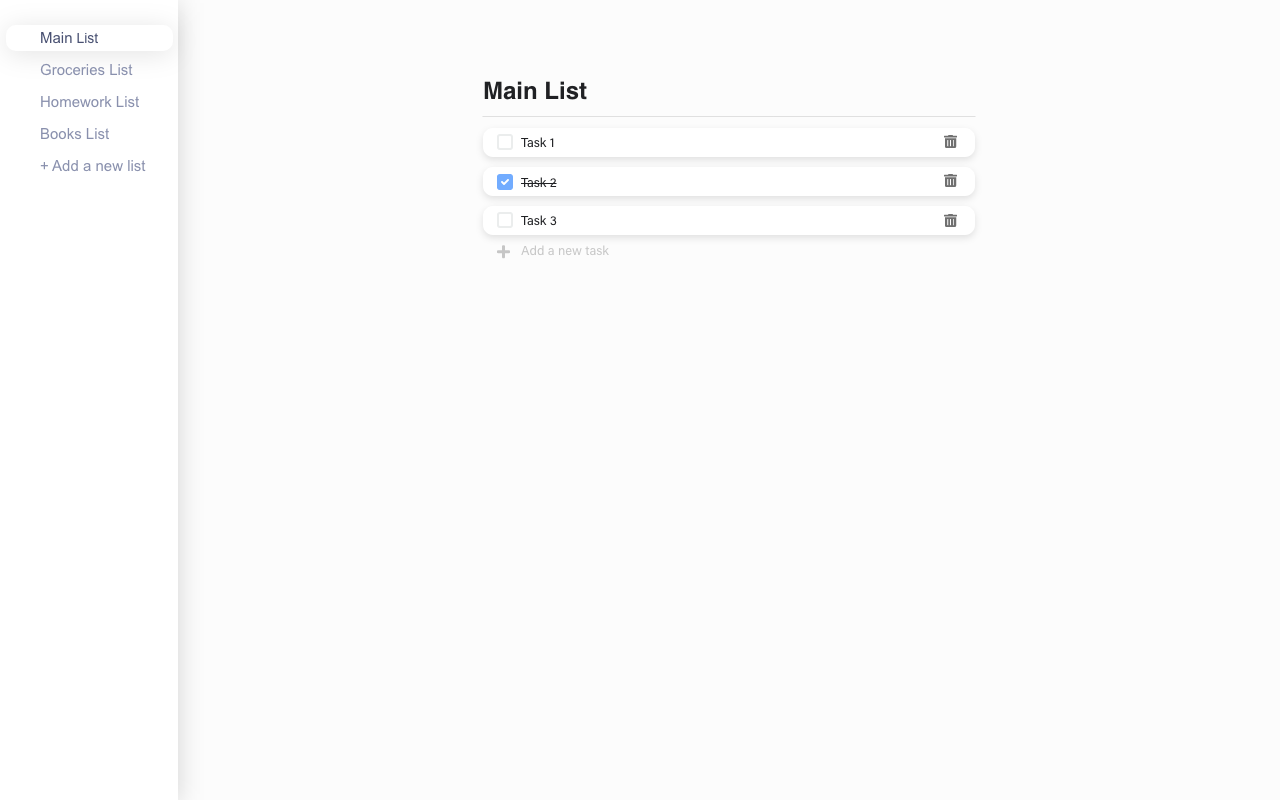 Main List
Groceries List
Homework List
Books List
+ Add a new list
Main List
Task 1
Task 2
Task 3
Add a new task